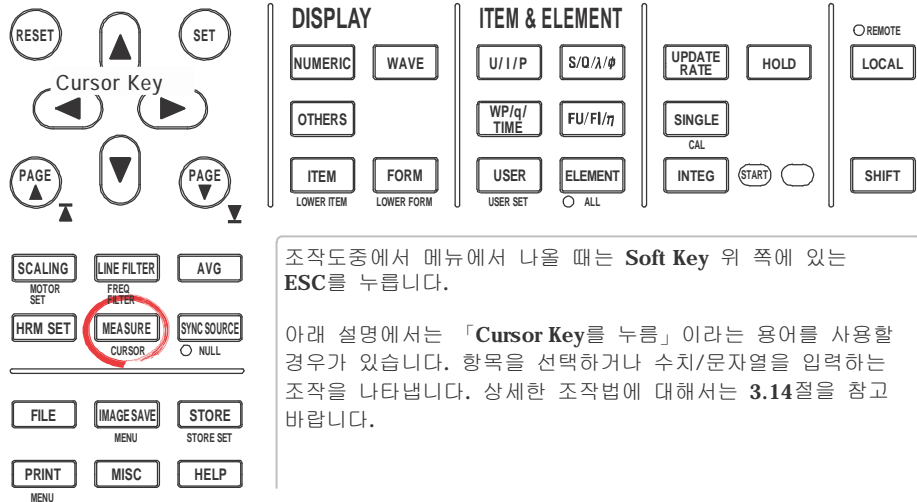 RESET
SET
Cursor Key
PAGE
PAGE
DISPLAY
NUMERIC
WAVE
OTHERS
ITEM
LOWER ITEM
FORM
LOWER FORM
ITEM & ELEMENT
U/I/P
S/Q/λ/ϕ
WP/q/
TIME
FU/FI/η
USER
USER SET
ELEMENT
ALL
UPDATE
RATE
HOLD
SINGLE
CAL
INTEG
START
REMOTE
LOCAL
SHIFT
SCALING
MOTOR
SET
LINE FILTER
FREQ
FILTER
AVG
HRM SET
MEASURE
CURSOR
SYNC SOURCE
NULL
FILE
IMAGE SAVE
MENU
STORE
STORE SET
PRINT
MENU
MISC
HELP
조작도중에서 메뉴에서 나올 때는 Soft Key 위 쪽에 있는
ESC를 누릅니다.
아래 설명에서는 「Cursor Key를 누름」이라는 용어를 사용할
경우가 있습니다. 항목을 선택하거나 수치/문자열을 입력하는
조작을 나타냅니다. 상세한 조작법에 대해서는 3.14절을 참고
바랍니다.